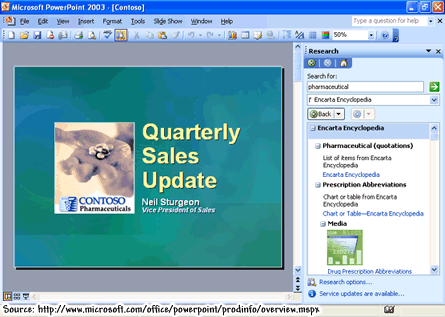 Microsoft PowerPoint 2003 - [Contoso]
File Edit View Insert Format Tools Slide Show Window Help Type a question for help
50%
Research
Search for:
pharmaceutical
Encarta Encyclopedia
Back
Encarta Encyclopedia
Pharmaceutical (quotations)
List of items from Encarta
Encyclopedia
Encarta Encyclopedia
Prescription Abbreviations
Chart or table from Encarta
Encyclopedia
Chart or Table—Encarta Encyclopedia
Media
Drug Prescription Abbreviations
Research options...
Service updates are available...
Quarterly
Sales
Update
Neil Sturgeon
Vice President of Sales
CONTOSO
Pharmaceuticals
Source: http://www.microsoft.com/office/powerpoint/prodinfo/overview.mspx